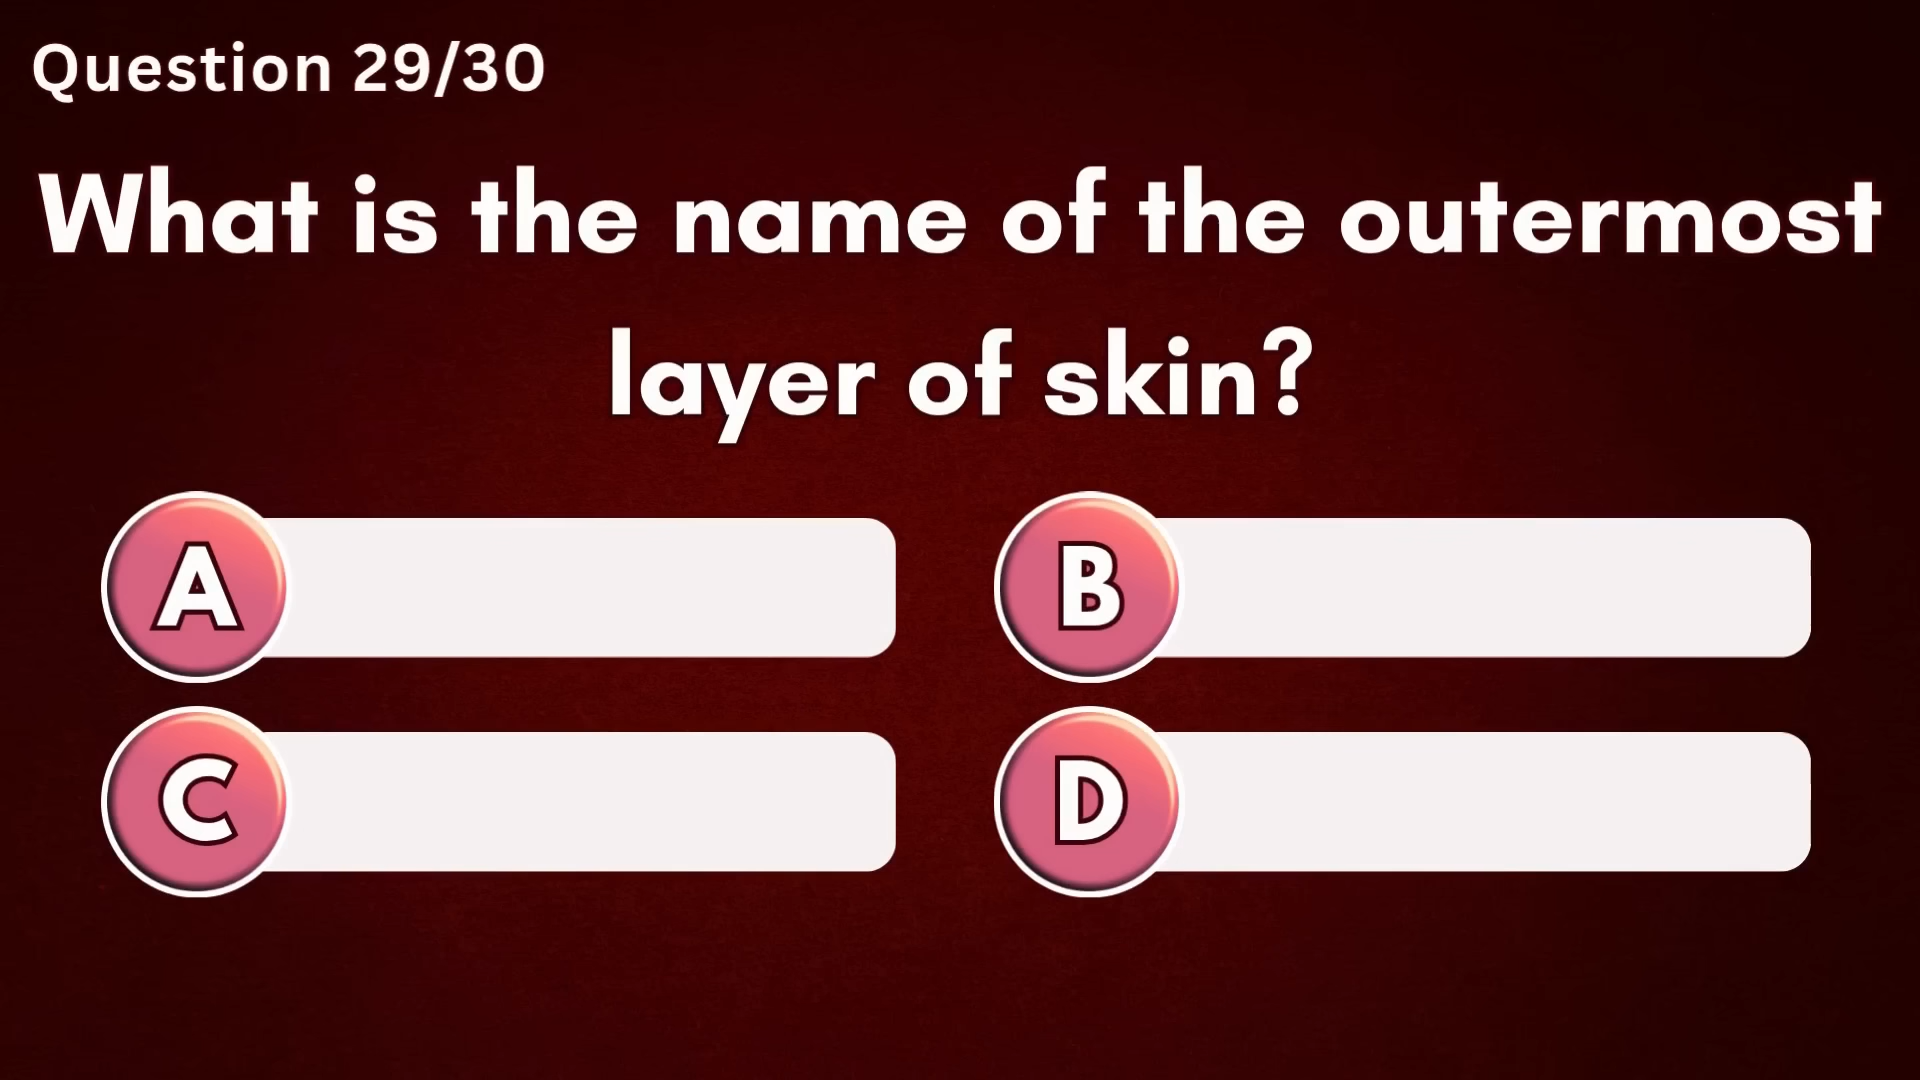 Question 29/30
What is the name of the outermost
layer of skin?
A
B
C
D